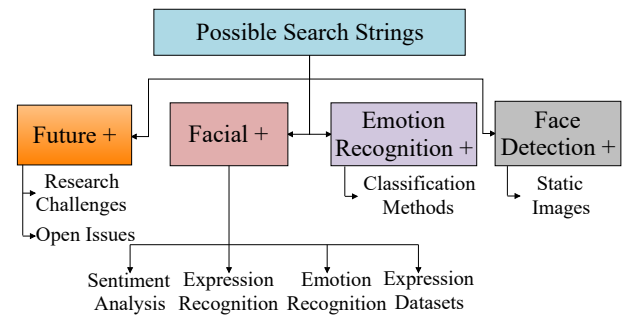 Possible Search Strings
Future +
Facial +
Emotion
Recognition +
Face
Detection +
Research
Challenges
Open Issues
Classification
Methods
Static
Images
Sentiment
Analysis
Expression
Recognition
Emotion
Recognition
Expression
Datasets